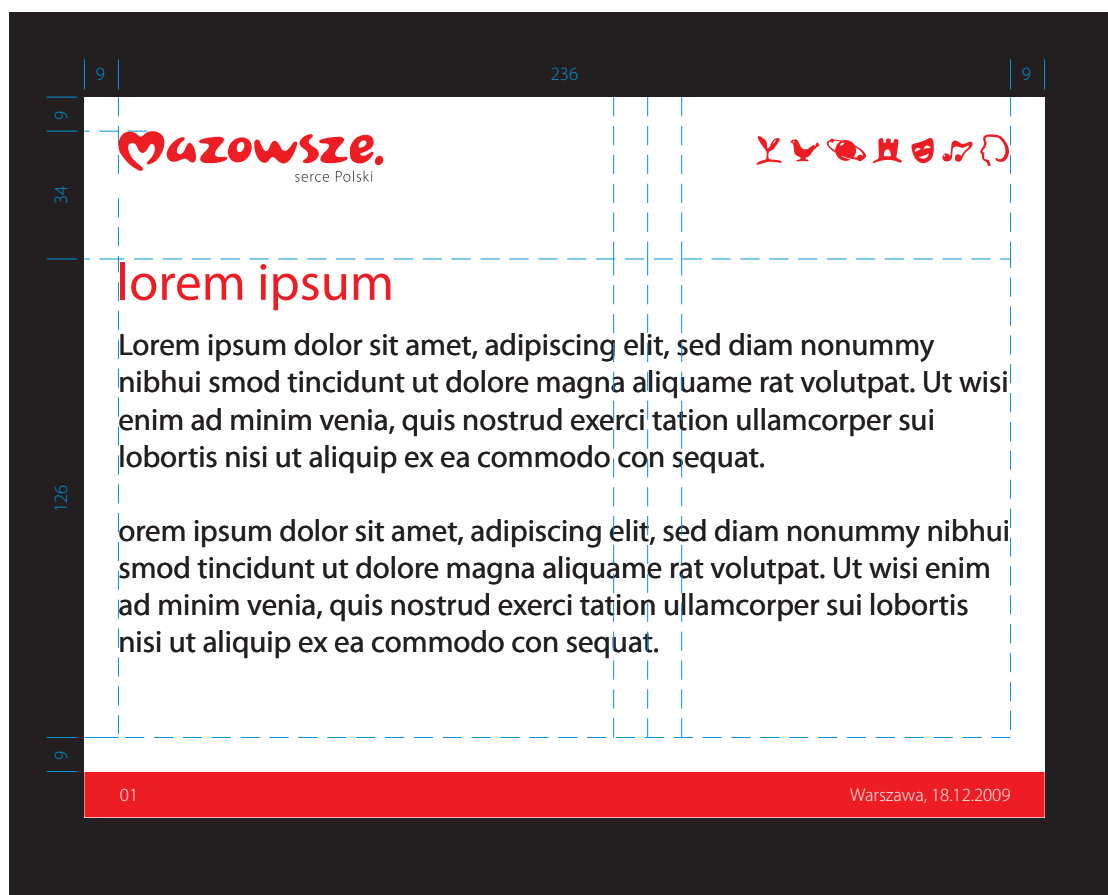 9 236 9
9
Mazowsze.
serce Polski
34
lorem ipsum
Lorem ipsum dolor sit amet, adipiscing elit, sed diam nonummy
nibhui smod tincidunt ut dolore magna aliquame rat volutpat. Ut wisi
enim ad minim venia, quis nostrud exerci tation ullamcorper sui
lobortis nisi ut aliquip ex ea commodo con sequat.
126
orem ipsum dolor sit amet, adipiscing elit, sed diam nonummy nibhui
smod tincidunt ut dolore magna aliquame rat volutpat. Ut wisi enim
ad minim venia, quis nostrud exerci tation ullamcorper sui lobortis
nisi ut aliquip ex ea commodo con sequat.
9
01 Warszawa, 18.12.2009